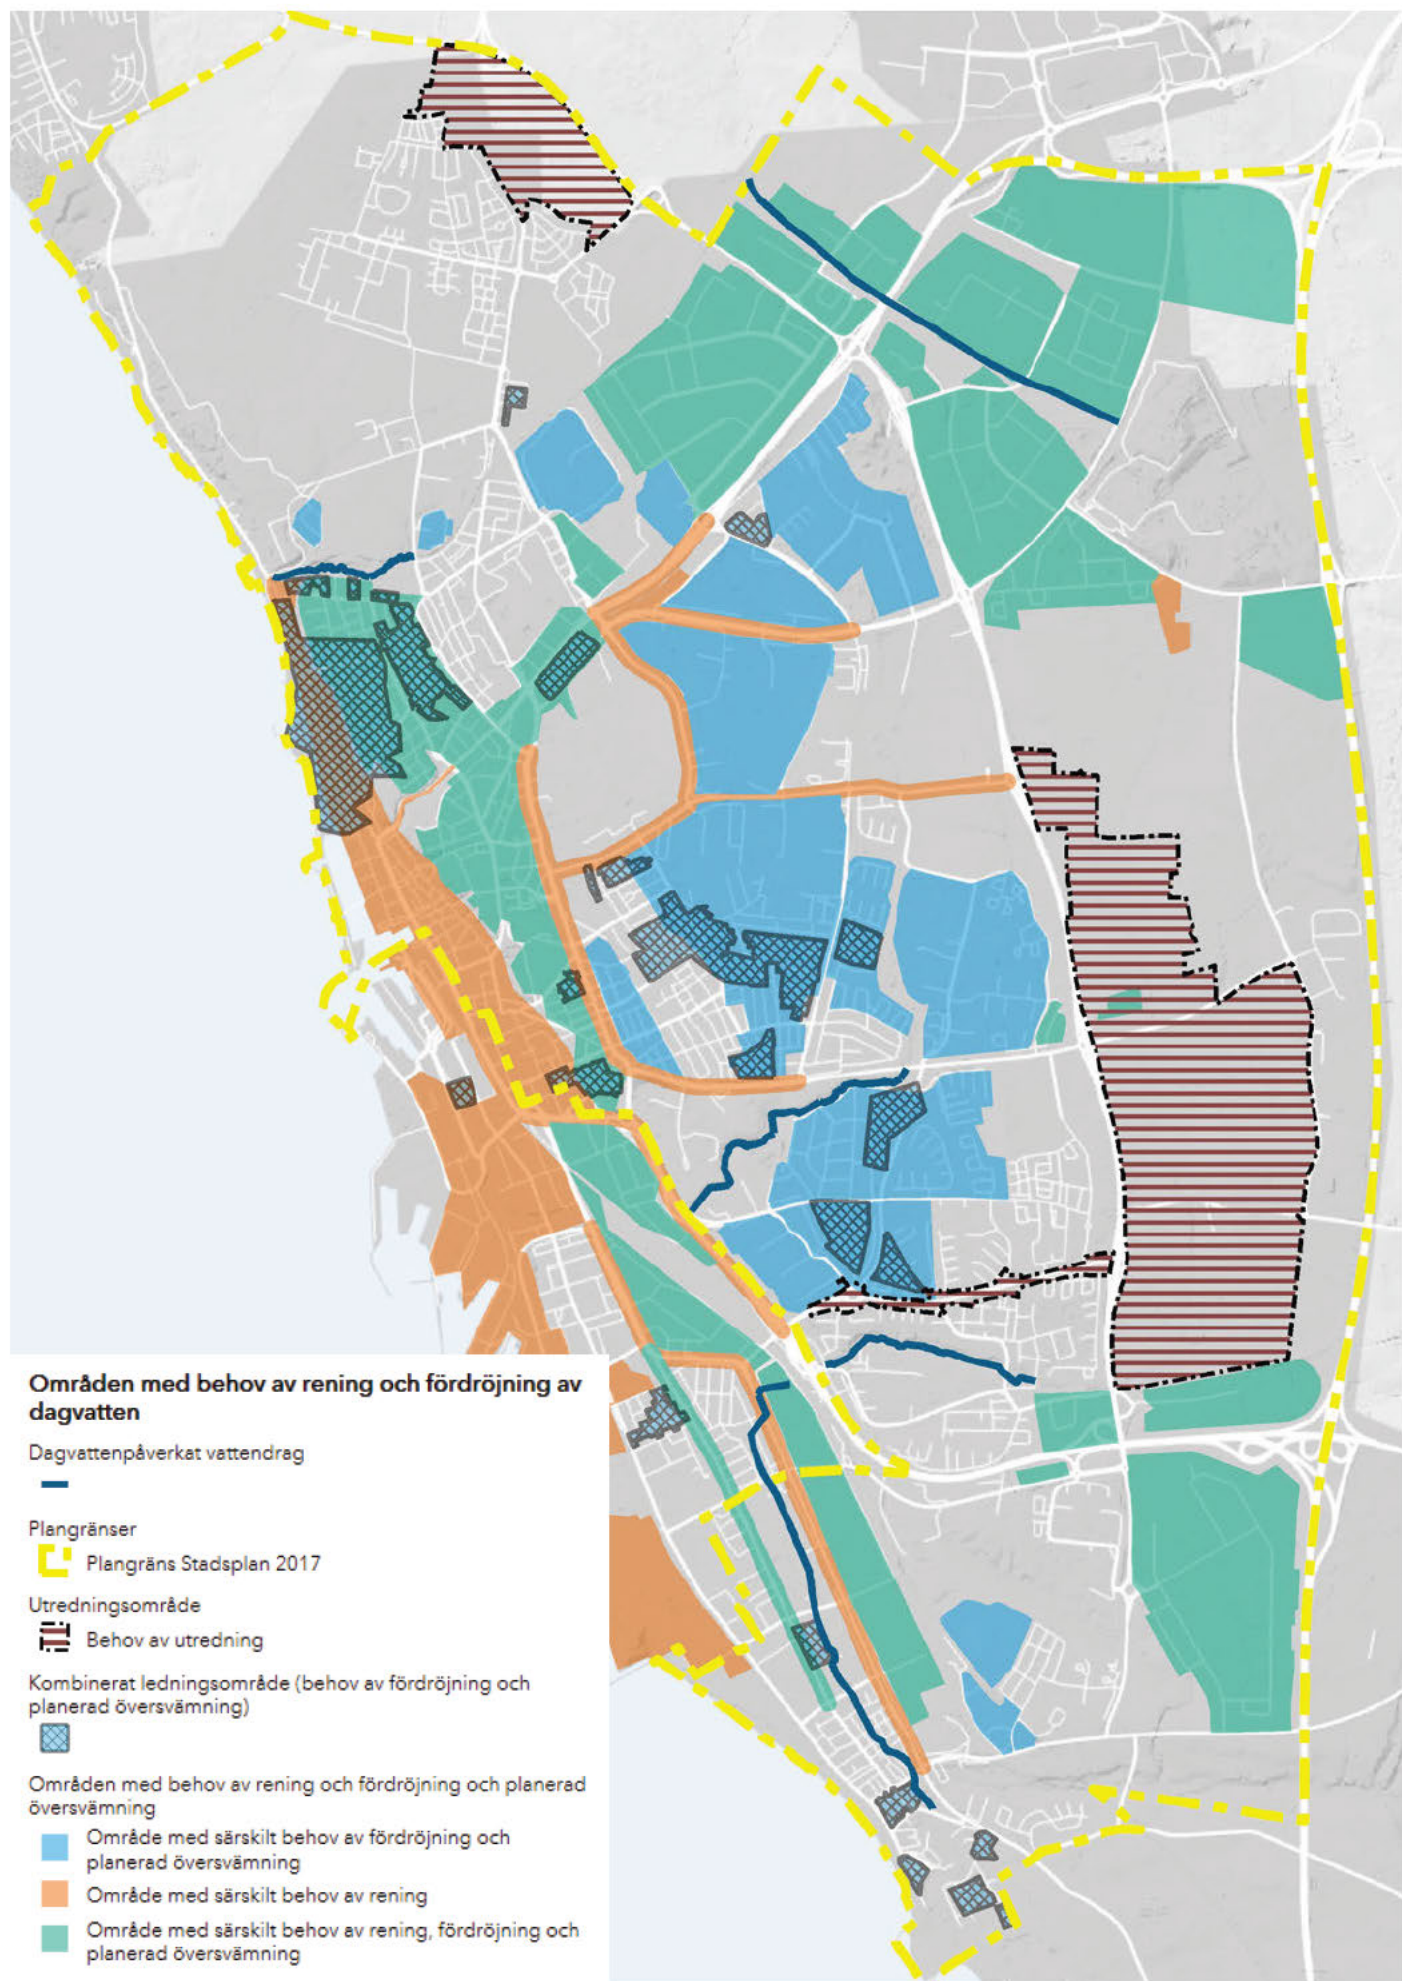 Områden med behov av rening och fördröjning av
dagvatten
Dagvattenpåverkat vattendrag
Plangränser
Plangräns Stadsplan 2017
Utredningsområde
Behov av utredning
Kombinerat ledningsområde (behov av fördröjning och
planerad översvämning)
Områden med behov av rening och fördröjning och planerad
översvämning
Område med särskilt behov av fördröjning och
planerad översvämning
Område med särskilt behov av rening
Område med särskilt behov av rening, fördröjning och
planerad översvämning